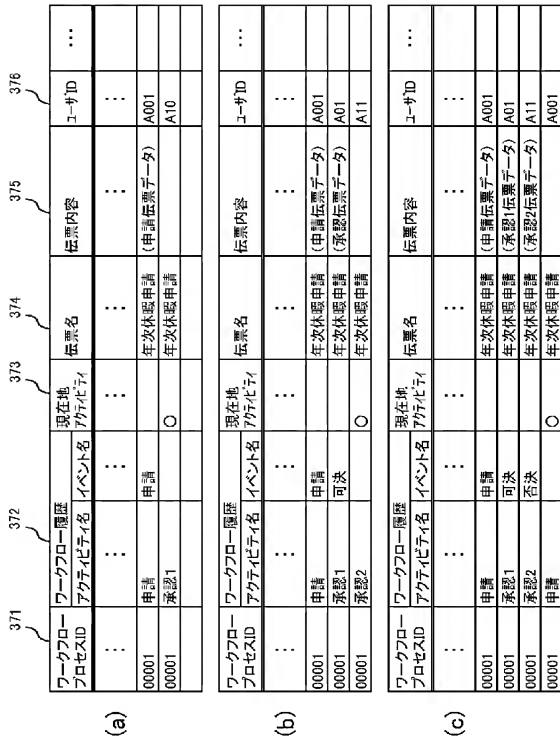 371 372 373 374 375 376
(a)
ワークフロープロセスID ワークフロー履歴 現在地アクティビティ 伝票名 伝票内容 ユーザID …
アクティビティ名 イベント名
⋮ ⋮ ⋮ ⋮ ⋮ ⋮ ⋮
00001 申請 申請 年次休暇申請 (申請伝票データ) A001
00001 承認1 ○ 年次休暇申請 A10
(b)
ワークフロープロセスID ワークフロー履歴 現在地アクティビティ 伝票名 伝票内容 ユーザID …
アクティビティ名 イベント名
⋮ ⋮ ⋮ ⋮ ⋮ ⋮ ⋮
00001 申請 申請 年次休暇申請 (申請伝票データ) A001
00001 承認1 可決 年次休暇申請 (承認伝票データ) A01
00001 承認2 ○ 年次休暇申請 A11
(c)
ワークフロープロセスID ワークフロー履歴 現在地アクティビティ 伝票名 伝票内容 ユーザID …
アクティビティ名 イベント名
⋮ ⋮ ⋮ ⋮ ⋮ ⋮ ⋮
00001 申請 申請 年次休暇申請 (申請伝票データ) A001
00001 承認1 可決 年次休暇申請 (承認1伝票データ) A01
00001 承認2 否決 年次休暇申請 (承認2伝票データ) A11
00001 申請 ○ 年次休暇申請 A001